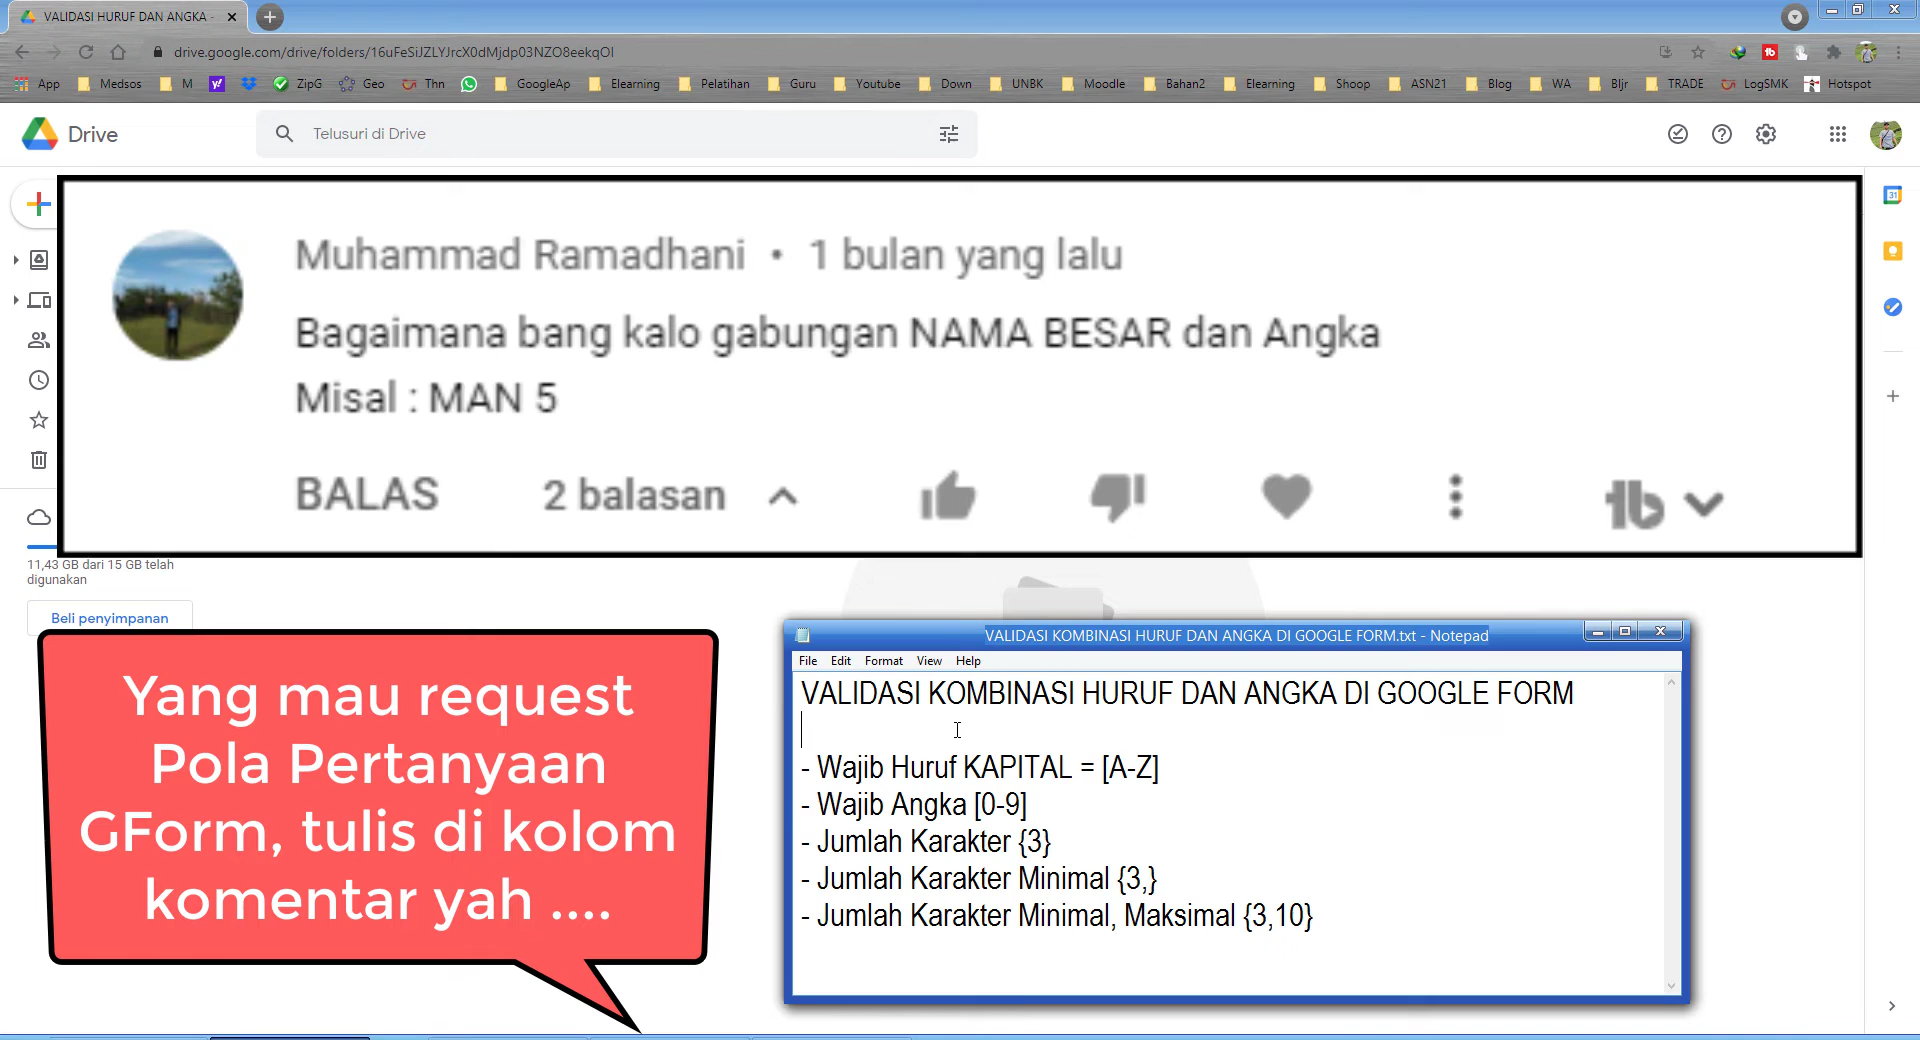 VALIDASI HURUF DAN ANGKA -
drive.google.com/drive/folders/16uFeSiJZLYJrcX0dMjdp03NZO8eekqOI
App Medsos M ZipG Geo Thn GoogleAp Elearning Pelatihan Guru Youtube Down UNBK Moodle Bahan2 Elearning Shoop ASN21 Blog WA Bljr TRADE LogSMK Hotspot
Drive
Telusuri di Drive
31
Muhammad Ramadhani • 1 bulan yang lalu
Bagaimana bang kalo gabungan NAMA BESAR dan Angka
Misal : MAN 5
BALAS 2 balasan
11,43 GB dari 15 GB telah
digunakan
Beli penyimpanan
Yang mau request
Pola Pertanyaan
GForm, tulis di kolom
komentar yah ....
VALIDASI KOMBINASI HURUF DAN ANGKA DI GOOGLE FORM.txt - Notepad
File Edit Format View Help
VALIDASI KOMBINASI HURUF DAN ANGKA DI GOOGLE FORM
- Wajib Huruf KAPITAL = [A-Z]
- Wajib Angka [0-9]
- Jumlah Karakter {3}
- Jumlah Karakter Minimal {3,}
- Jumlah Karakter Minimal, Maksimal {3,10}